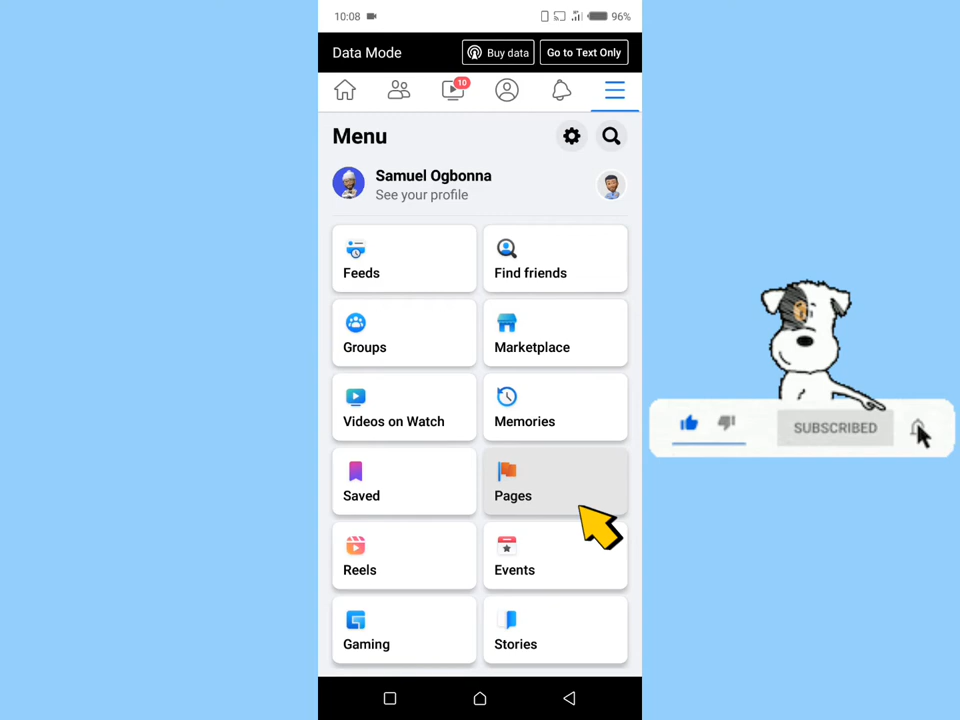 10:08
96%
Data Mode
Buy data
Go to Text Only
10
Menu
Samuel Ogbonna
See your profile
Feeds
Find friends
Groups
Marketplace
Videos on Watch
Memories
Saved
Pages
Reels
Events
Gaming
Stories
SUBSCRIBED